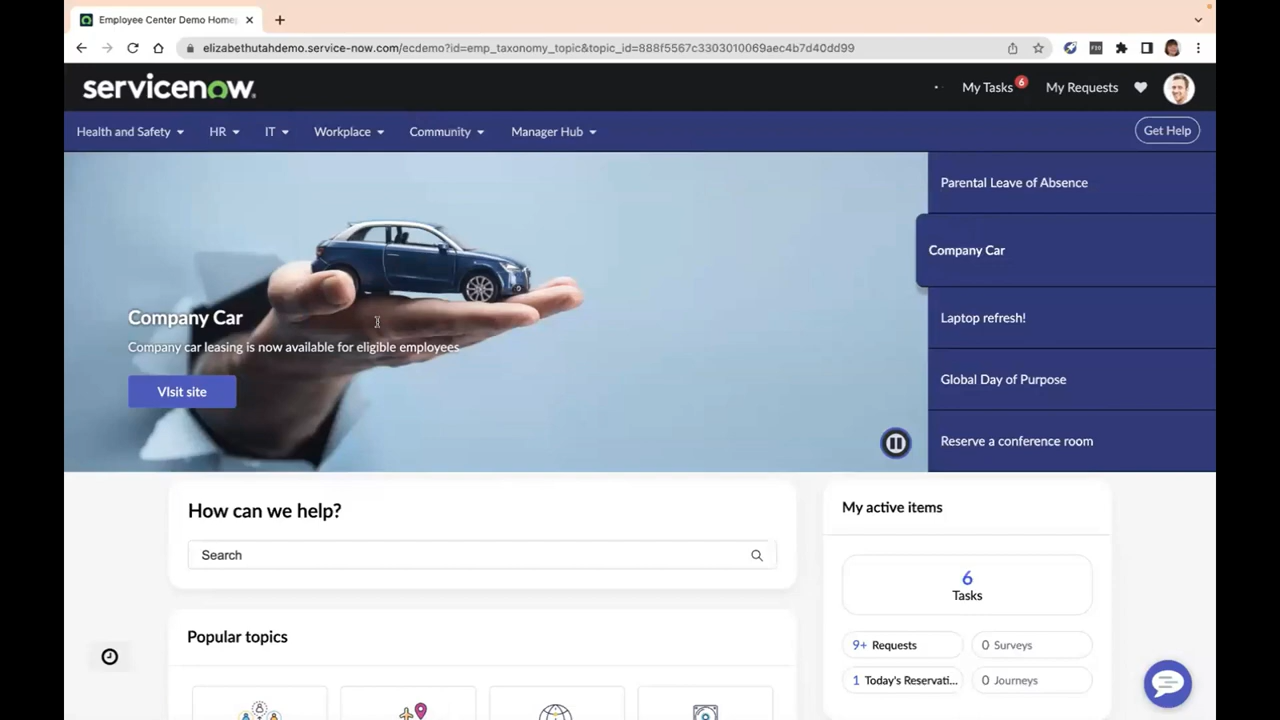 Employee Center Demo Home
elizabethutahdemo.service-now.com/ecdemo?id=emp_taxonomy_topic&topic_id=888f5567c3303010069aec4b7d40dd99
servicenow.
My Tasks 6
My Requests
Health and Safety
HR
IT
Workplace
Community
Manager Hub
Get Help
Company Car
Company car leasing is now available for eligible employees
VIsit site
Parental Leave of Absence
Company Car
Laptop refresh!
Global Day of Purpose
Reserve a conference room
How can we help?
Search
Popular topics
My active items
6
Tasks
9+ Requests
0 Surveys
1 Today's Reservati...
0 Journeys